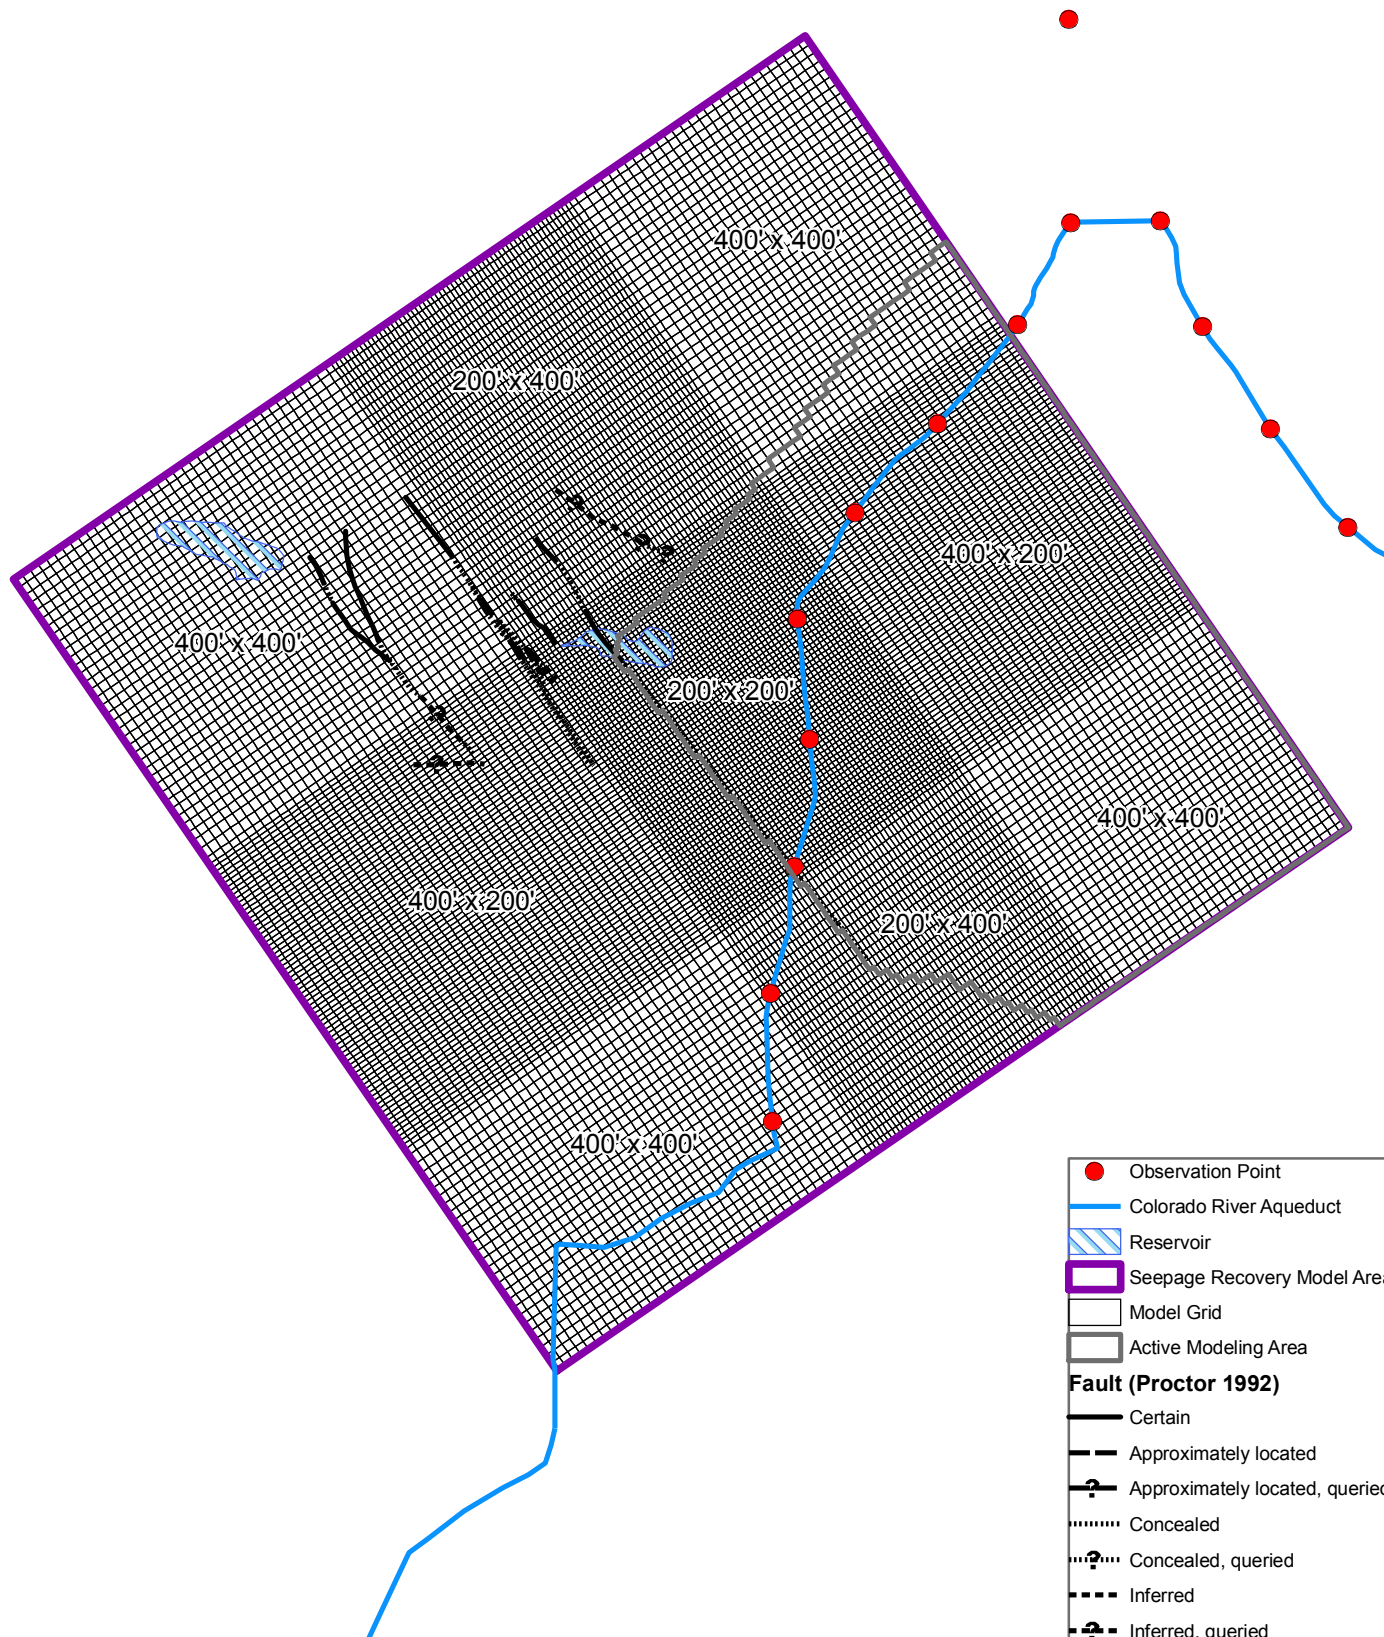 400' x 400'
200' x 400'
400' x 200'
400' x 400'
200' x 200'
400' x 400'
400' x 200'
200' x 400'
400' x 400'
Observation Point
Colorado River Aqueduct
Reservoir
Seepage Recovery Model Area
Model Grid
Active Modeling Area
Fault (Proctor 1992)
Certain
Approximately located
?
Approximately located, queried
Concealed
?
Concealed, queried
Inferred
?
Inferred, queried